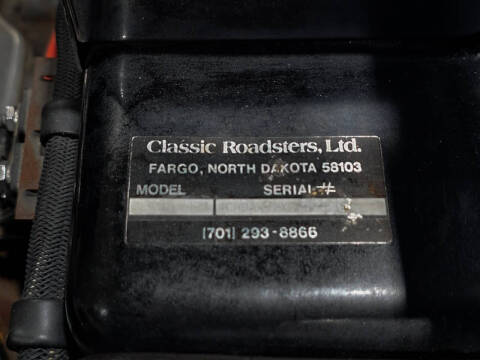 Classic Roadsters, Ltd.
FARGO, NORTH DAKOTA 58103
MODEL SERIAL #
(701) 293-8866